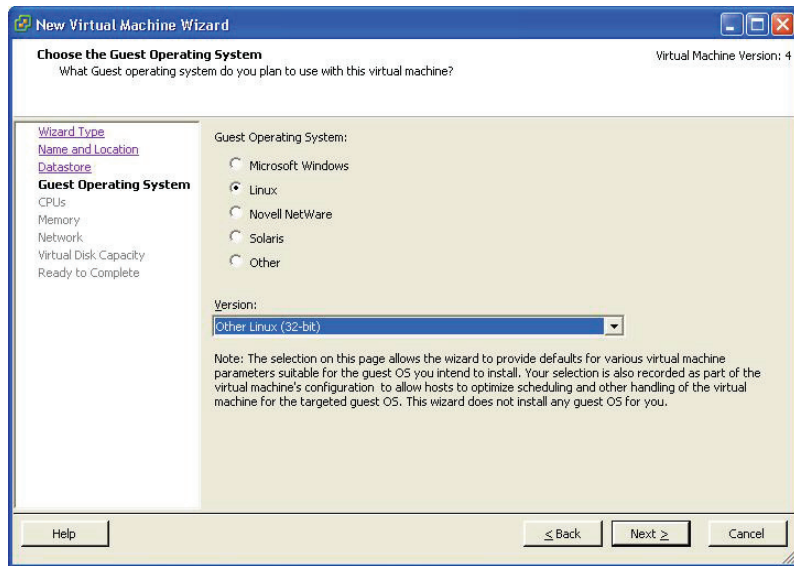 New Virtual Machine Wizard
Choose the Guest Operating System
What Guest operating system do you plan to use with this virtual machine?
Virtual Machine Version: 4
Wizard Type
Name and Location
Datastore
Guest Operating System
CPUs
Memory
Network
Virtual Disk Capacity
Ready to Complete
Guest Operating System:
Microsoft Windows
Linux
Novell NetWare
Solaris
Other
Version:
Other Linux (32-bit)
Note: The selection on this page allows the wizard to provide defaults for various virtual machine
parameters suitable for the guest OS you intend to install. Your selection is also recorded as part of the
virtual machine's configuration to allow hosts to optimize scheduling and other handling of the virtual
machine for the targeted guest OS. This wizard does not install any guest OS for you.
Help
< Back
Next >
Cancel